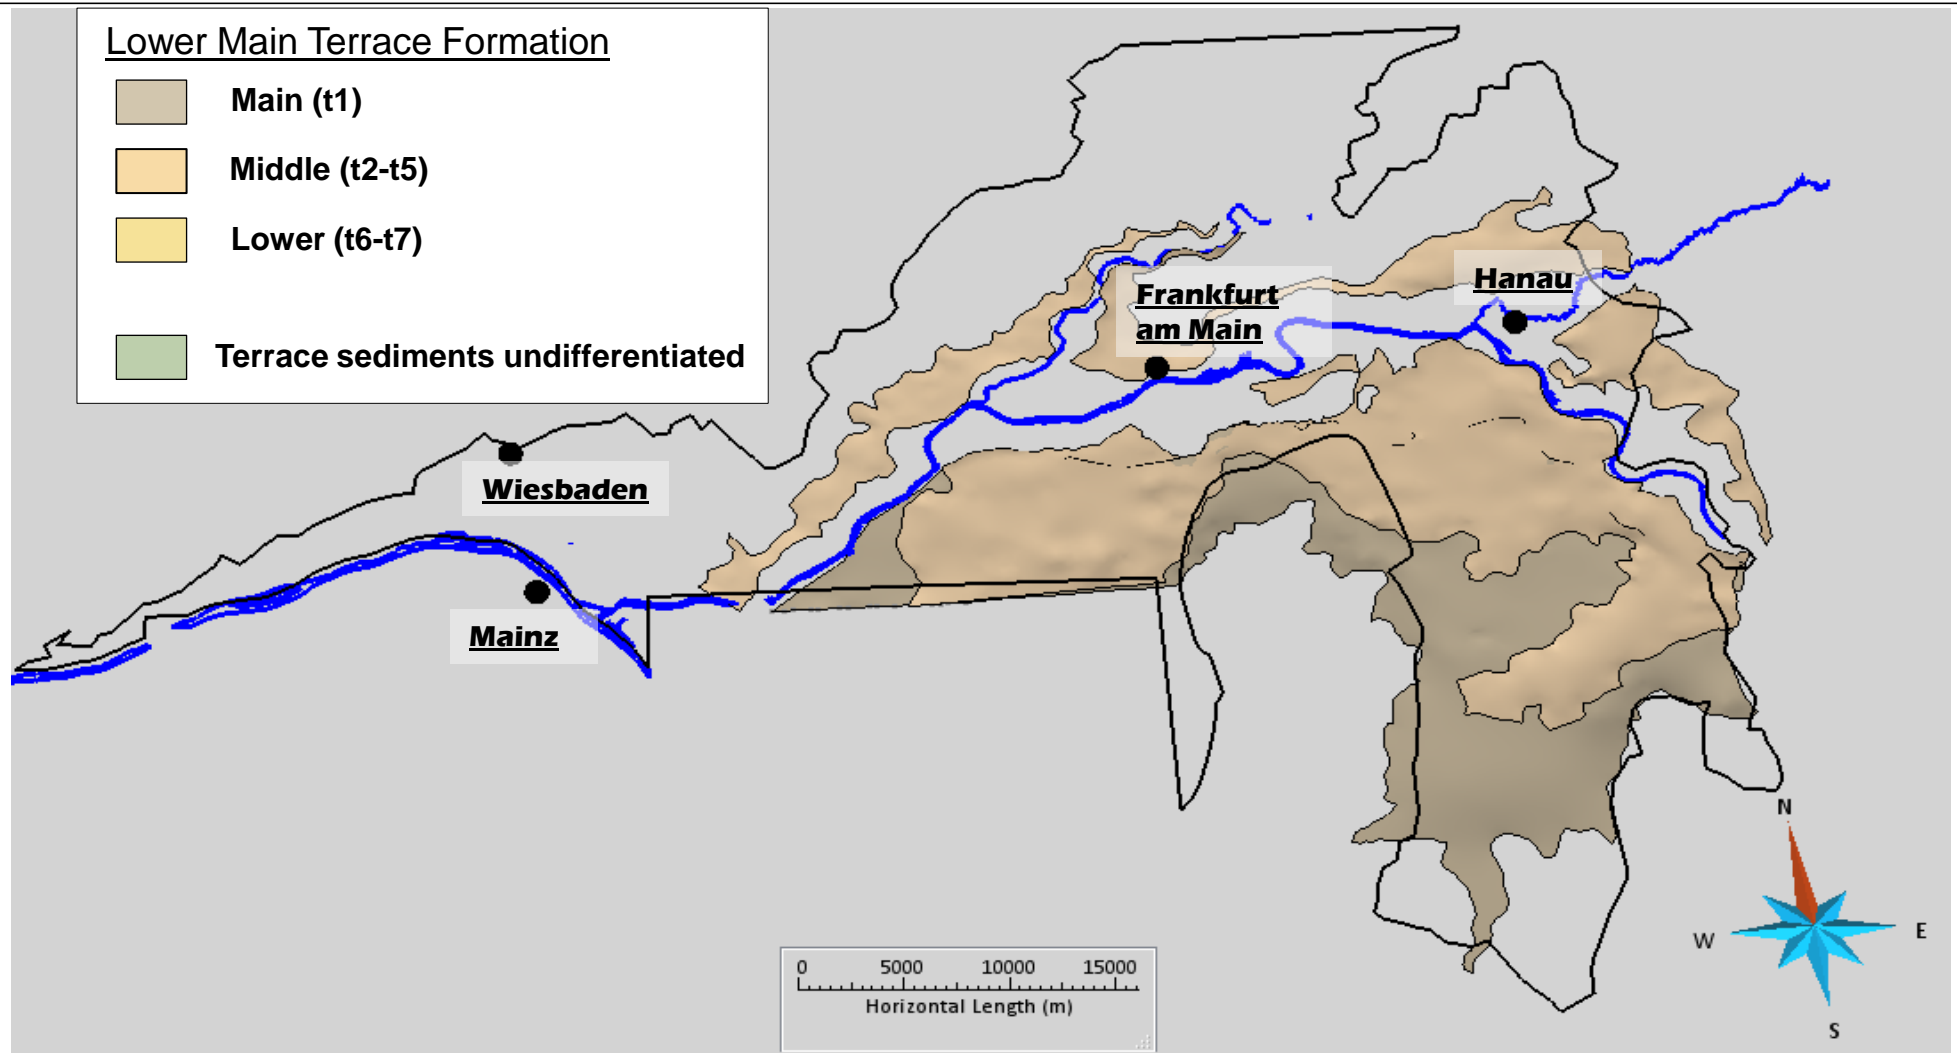 Lower Main Terrace Formation
Main (t1)
Middle (t2-t5)
Lower (t6-t7)
Terrace sediments undifferentiated
Hanau
Frankfurt
am Main
Wiesbaden
Mainz
N
W
E
S
0 5000 10000 15000
Horizontal Length (m)